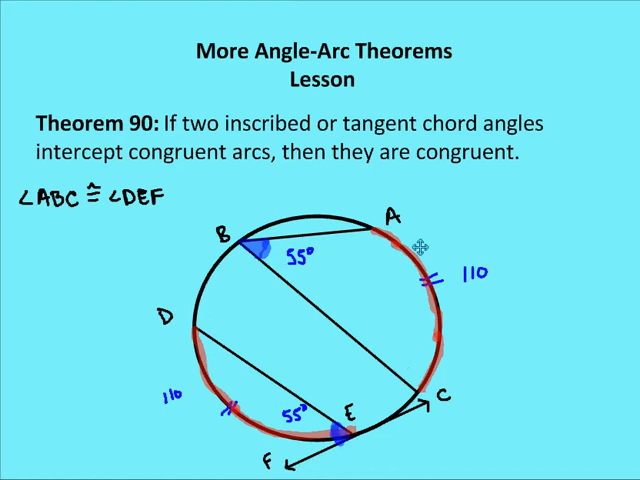 More Angle-Arc Theorems
Lesson
Theorem 90: If two inscribed or tangent chord angles
intercept congruent arcs, then they are congruent.
∠ABC ≅ ∠DEF
A
B
55°
110
D
110
55°
E
C
F